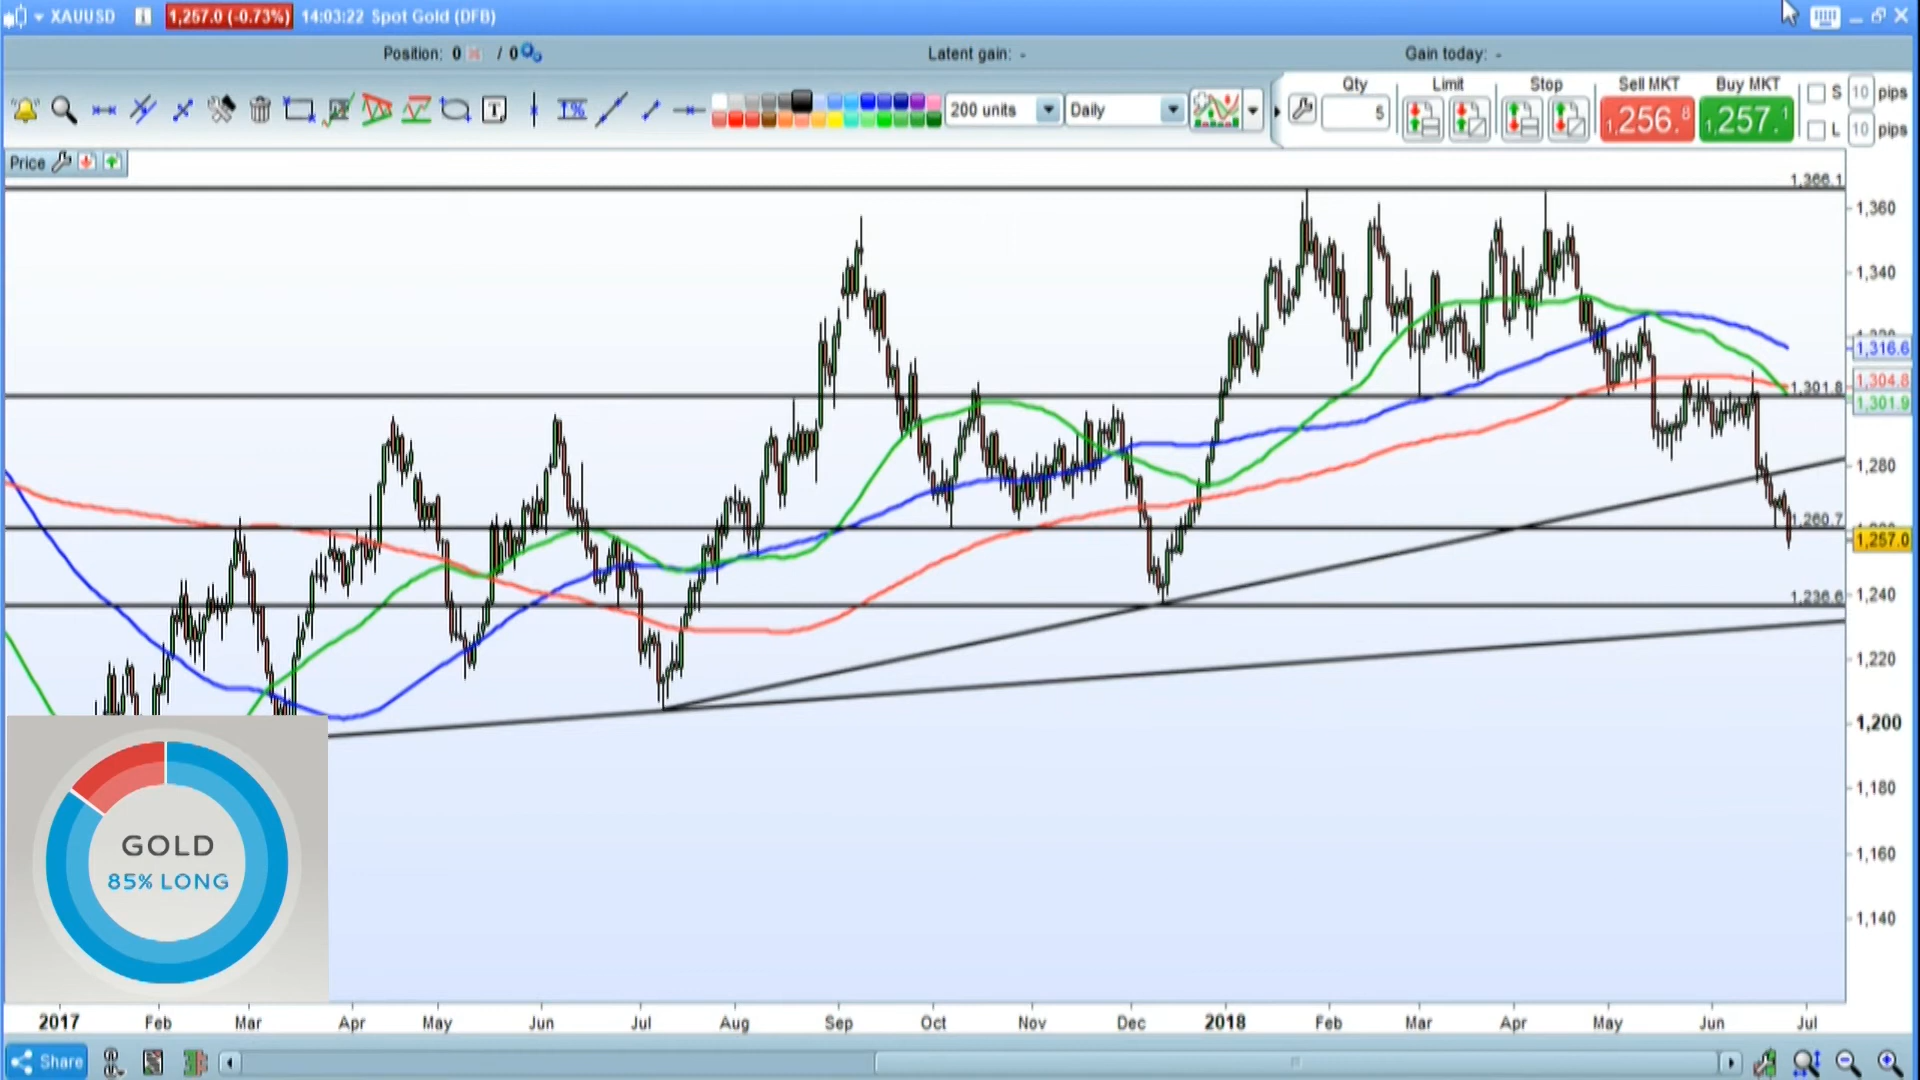 XAUUSD 1,257.0 (-0.73%) 14:03:22 Spot Gold (DFB)
Position: 0 / 0 Latent gain: - Gain today: -
Qty Limit Stop Sell MKT Buy MKT S 10 pips
200 units Daily 5 1,256.8 1,257.1 L 10 pips
Price
1,366.1
1,360
1,340
1,316.6
1,304.8
1,301.8
1,301.9
1,280
1,260.7
1,257.0
1,240
1,236.6
1,220
1,200
1,180
1,160
1,140
GOLD
85% LONG
2017 Feb Mar Apr May Jun Jul Aug Sep Oct Nov Dec 2018 Feb Mar Apr May Jun Jul
Share